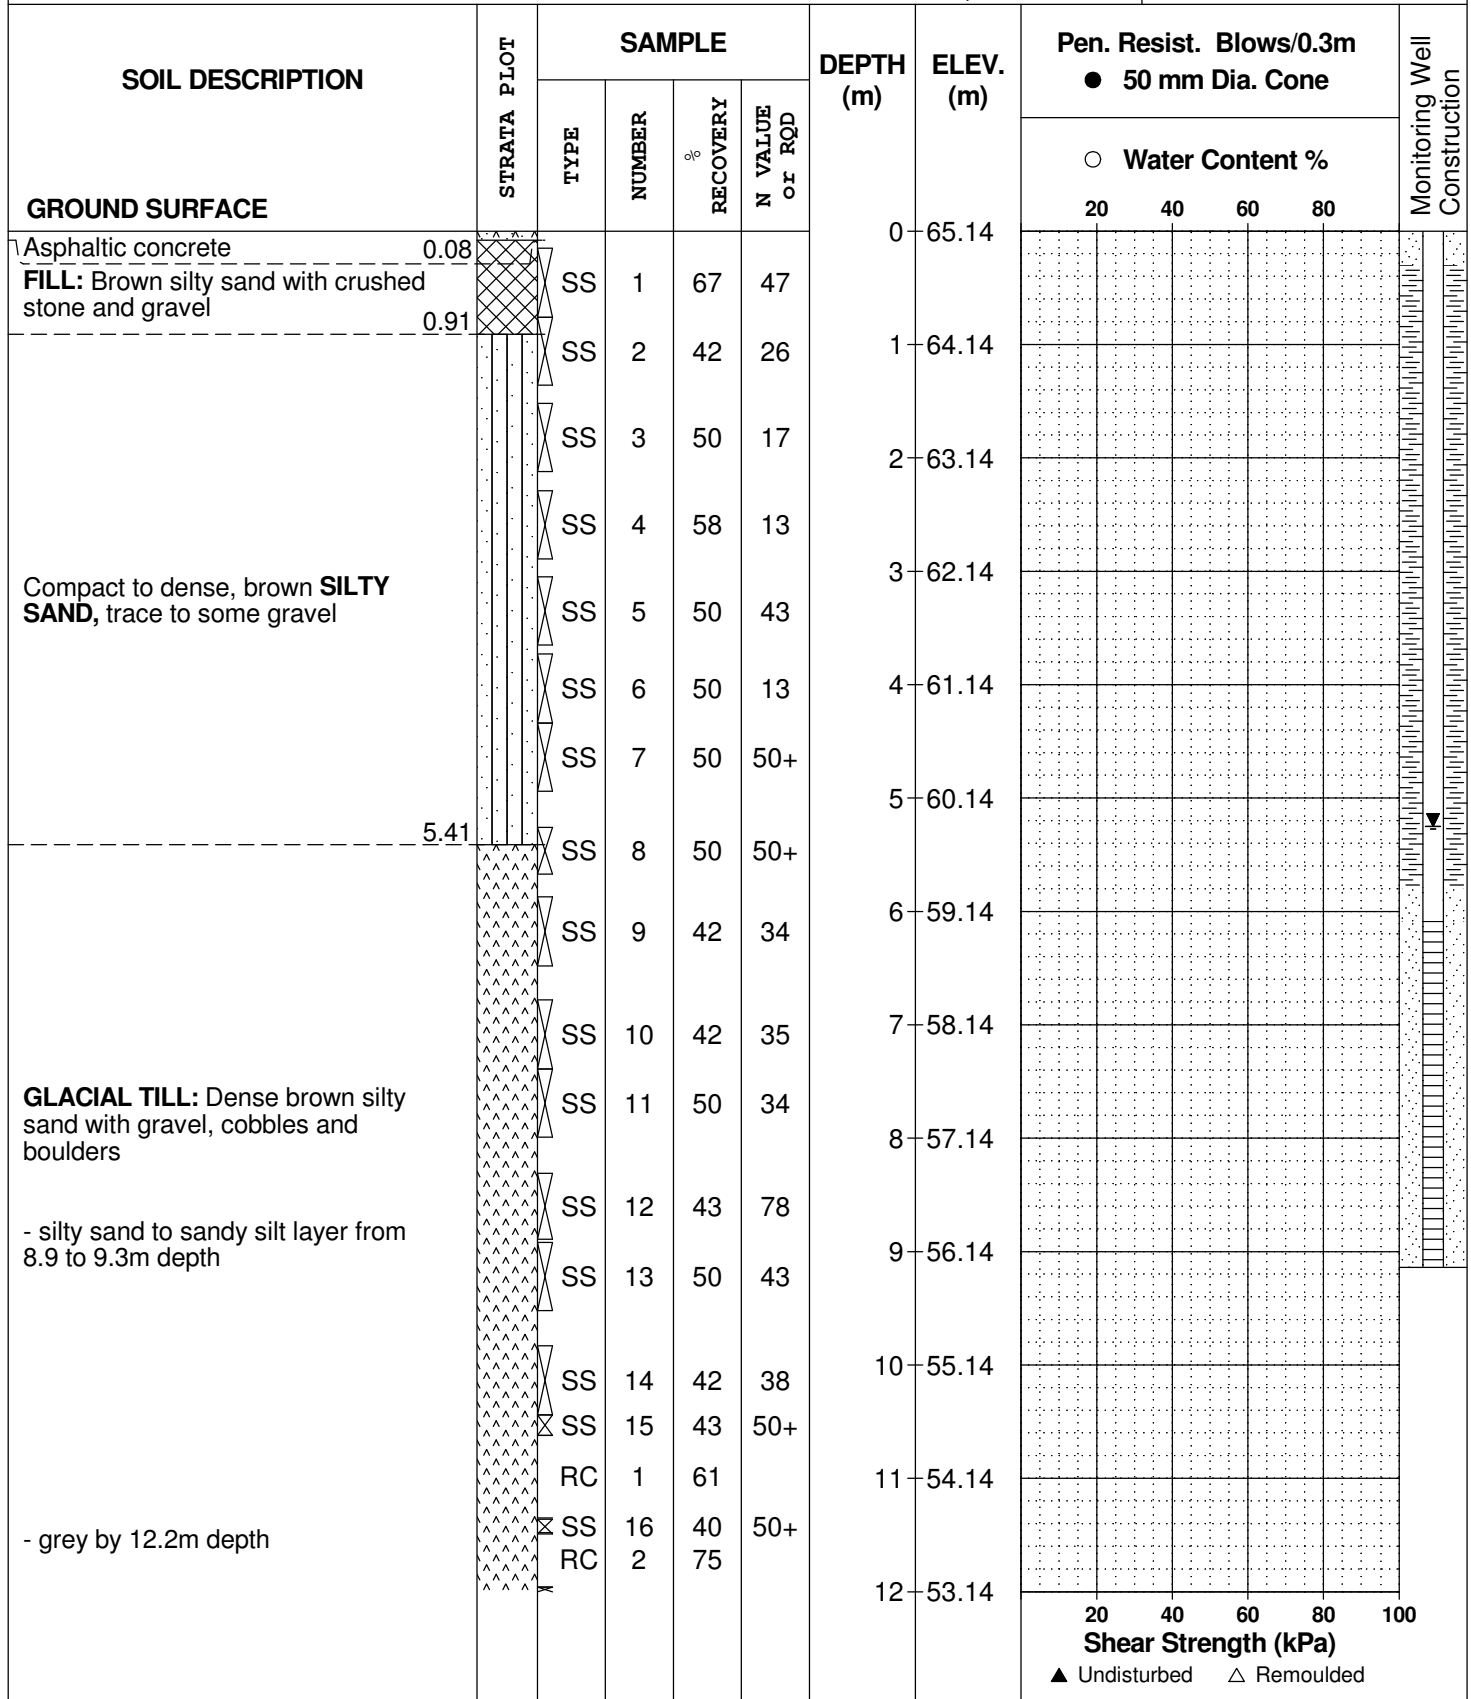 SOIL DESCRIPTION
GROUND SURFACE
STRATA PLOT
SAMPLE
TYPE
NUMBER
%
RECOVERY
N VALUE
or RQD
DEPTH
(m)
ELEV.
(m)
Pen. Resist. Blows/0.3m
● 50 mm Dia. Cone
○ Water Content %
20 40 60 80
Monitoring Well
Construction
0 65.14
Asphaltic concrete 0.08
FILL: Brown silty sand with crushed
stone and gravel
0.91
SS 1 67 47
SS 2 42 26
1 64.14
SS 3 50 17
2 63.14
SS 4 58 13
3 62.14
Compact to dense, brown SILTY
SAND, trace to some gravel
SS 5 50 43
SS 6 50 13
4 61.14
SS 7 50 50+
5 60.14
5.41
SS 8 50 50+
6 59.14
SS 9 42 34
7 58.14
SS 10 42 35
GLACIAL TILL: Dense brown silty
sand with gravel, cobbles and
boulders
SS 11 50 34
8 57.14
SS 12 43 78
- silty sand to sandy silt layer from
8.9 to 9.3m depth
9 56.14
SS 13 50 43
10 55.14
SS 14 42 38
SS 15 43 50+
RC 1 61
11 54.14
SS 16 40 50+
- grey by 12.2m depth
RC 2 75
12 53.14
20 40 60 80 100
Shear Strength (kPa)
▲ Undisturbed △ Remoulded